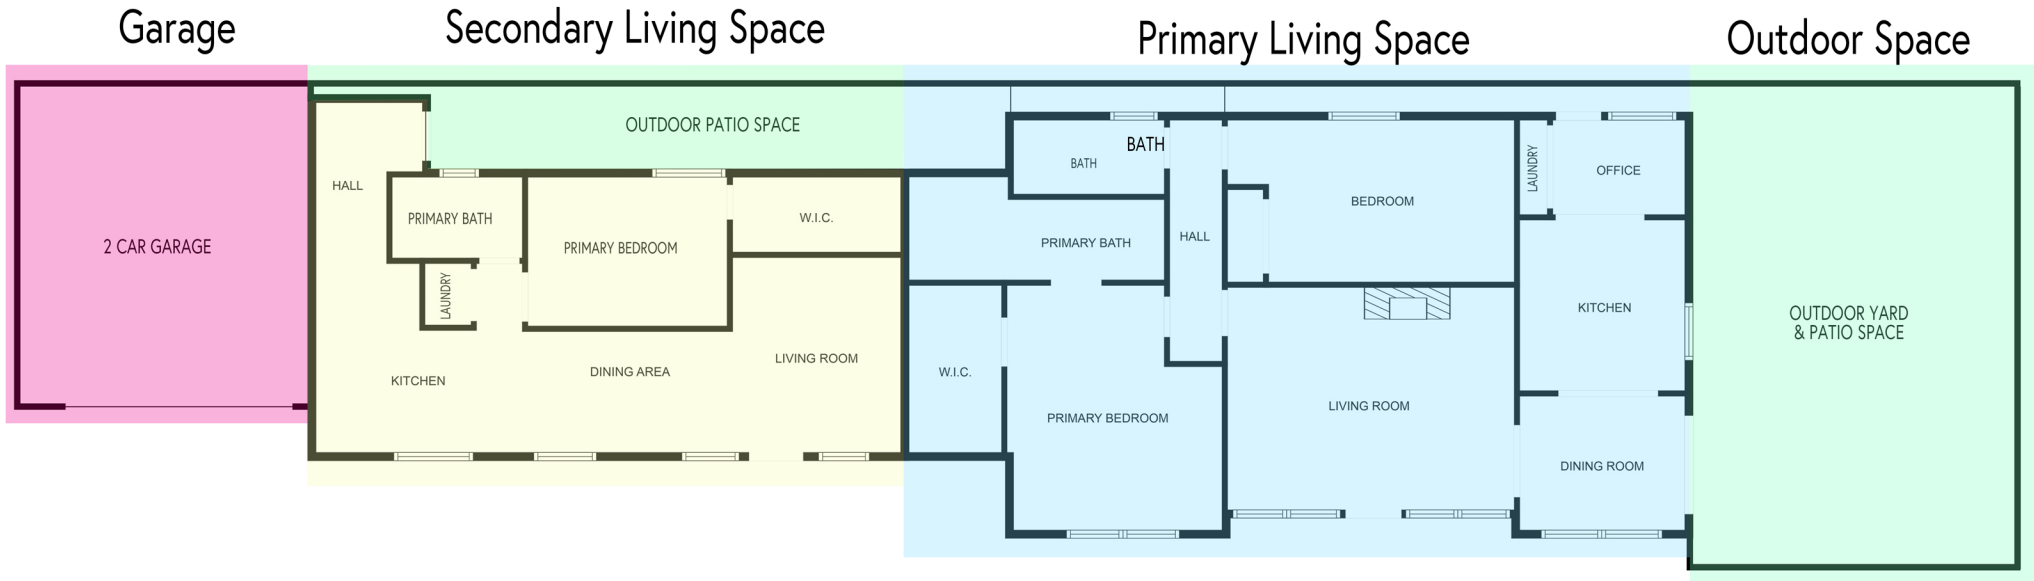 Garage
Secondary Living Space
Primary Living Space
Outdoor Space
OUTDOOR PATIO SPACE
HALL
PRIMARY BATH
PRIMARY BEDROOM
W.I.C.
2 CAR GARAGE
LAUNDRY
KITCHEN
DINING AREA
LIVING ROOM
BATH
BATH
PRIMARY BATH
HALL
BEDROOM
LAUNDRY
OFFICE
KITCHEN
W.I.C.
PRIMARY BEDROOM
LIVING ROOM
DINING ROOM
OUTDOOR YARD
& PATIO SPACE